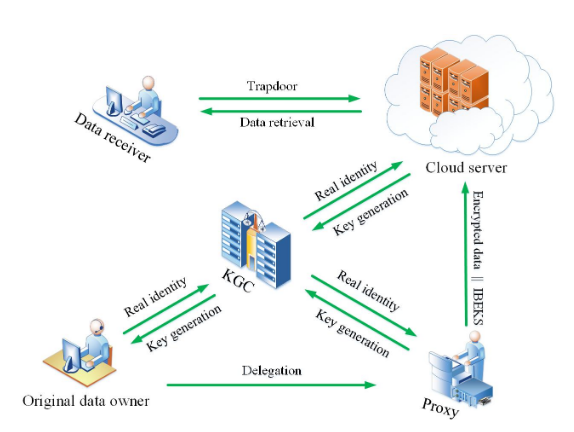 Trapdoor
Data retrieval
Data receiver
Cloud server
Real identity
Key generation
KGC
Real identity
Key generation
Real identity
Key generation
Encrypted data || IBEKS
Delegation
Original data owner
Proxy